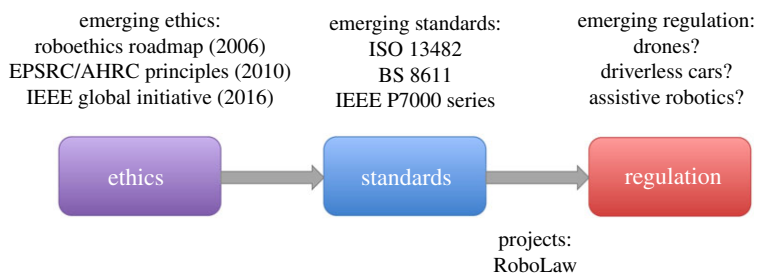 emerging ethics:
roboethics roadmap (2006)
EPSRC/AHRC principles (2010)
IEEE global initiative (2016)
emerging standards:
ISO 13482
BS 8611
IEEE P7000 series
emerging regulation:
drones?
driverless cars?
assistive robotics?
ethics
standards
regulation
projects:
RoboLaw